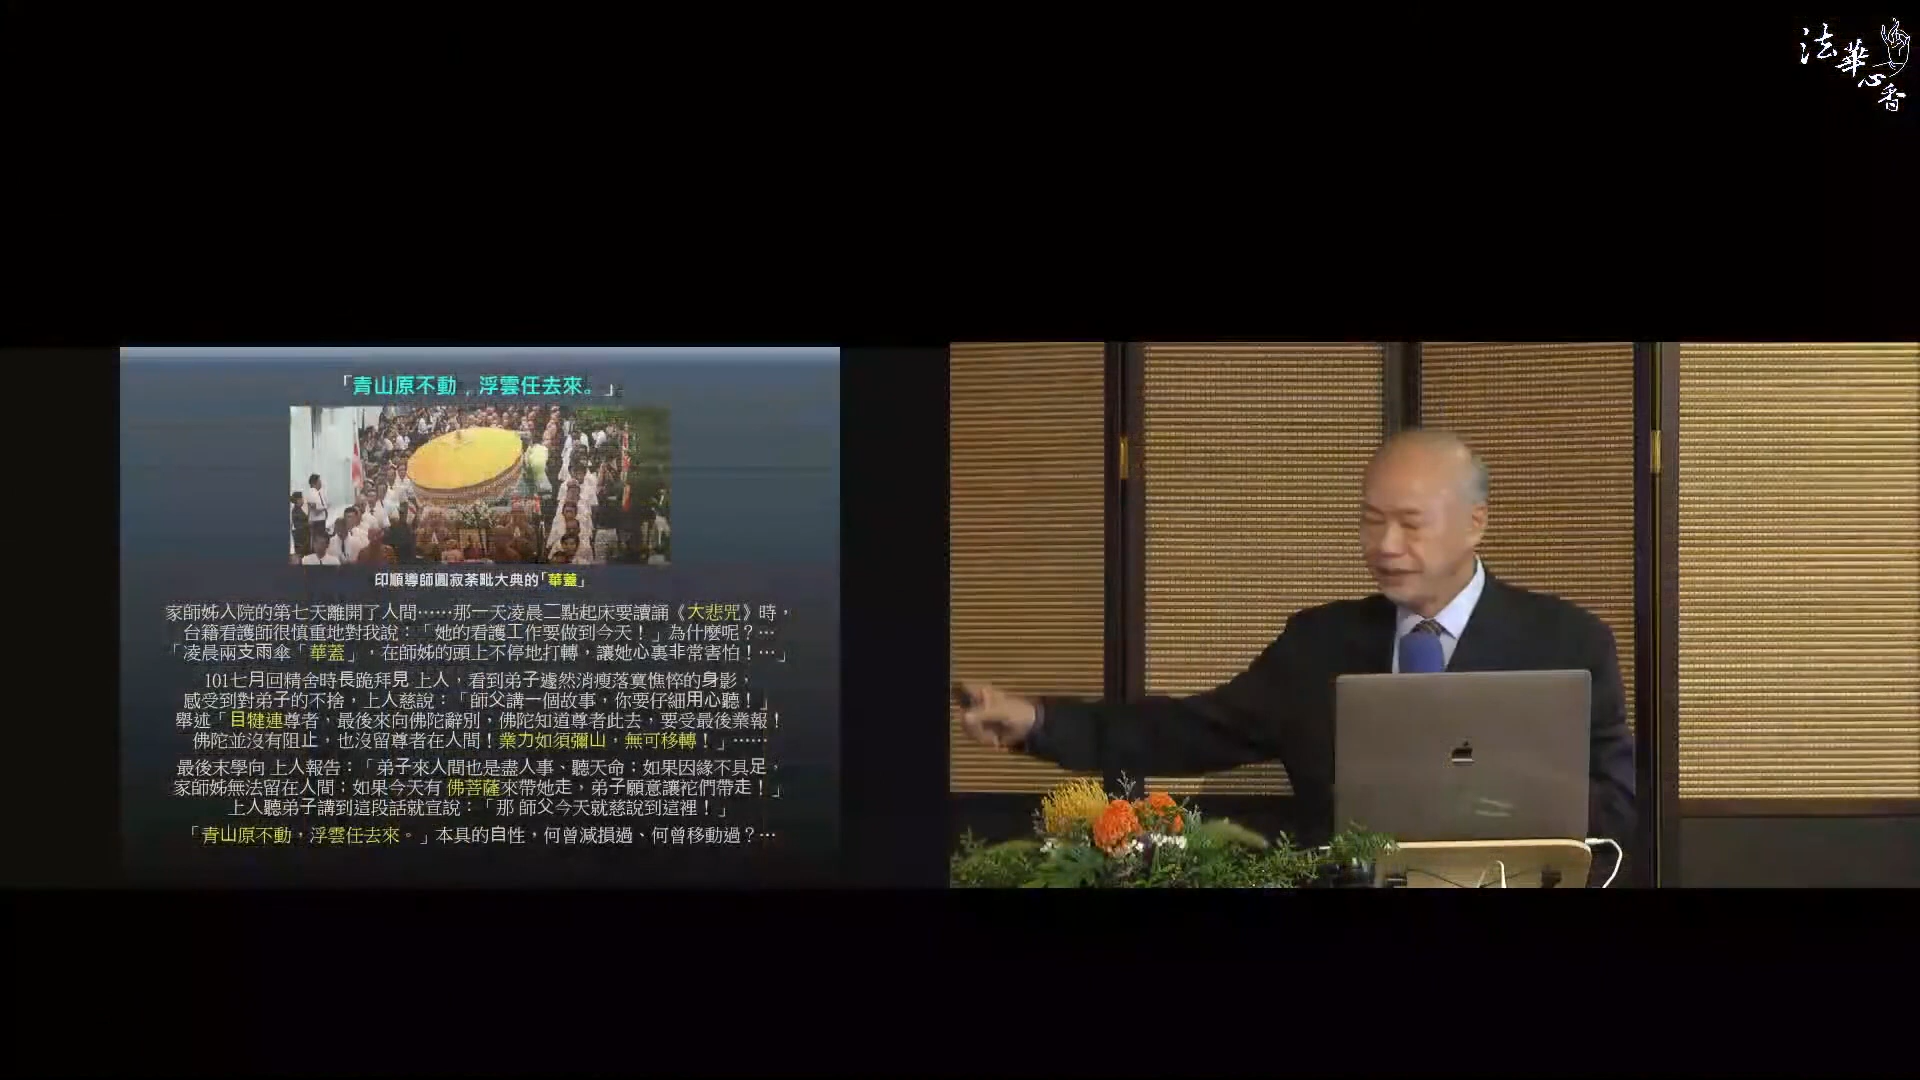 法華心香
「青山原不動，浮雲任去來。」
印順導師圓寂荼毗大典的「華蓋」
家師姊入院的第七天離開了人間……那一天凌晨二點起床要讀誦《大悲咒》時，
台籍看護師很慎重地對我說：「她的看護工作要做到今天！」為什麼呢？…
「凌晨兩支雨傘「華蓋」，在師姊的頭上不停地打轉，讓她心裏非常害怕！…」
101七月回精舍時長跪拜見 上人，看到弟子遽然消瘦落寞憔悴的身影，
感受到對弟子的不捨，上人慈說：「師父講一個故事，你要仔細用心聽！」
舉述「目犍連尊者，最後來向佛陀辭別，佛陀知道尊者此去，要受最後業報！
佛陀並沒有阻止，也沒留尊者在人間！業力如須彌山，無可移轉！」……
最後末學向 上人報告：「弟子來人間也是盡人事、聽天命；如果因緣不具足，
家師姊無法留在人間；如果今天有 佛菩薩來帶她走，弟子願意讓祂們帶走！」
上人聽弟子講到這段話就宣說：「那 師父今天就慈說到這裡！」
「青山原不動，浮雲任去來。」本具的自性，何曾減損過、何曾移動過？…